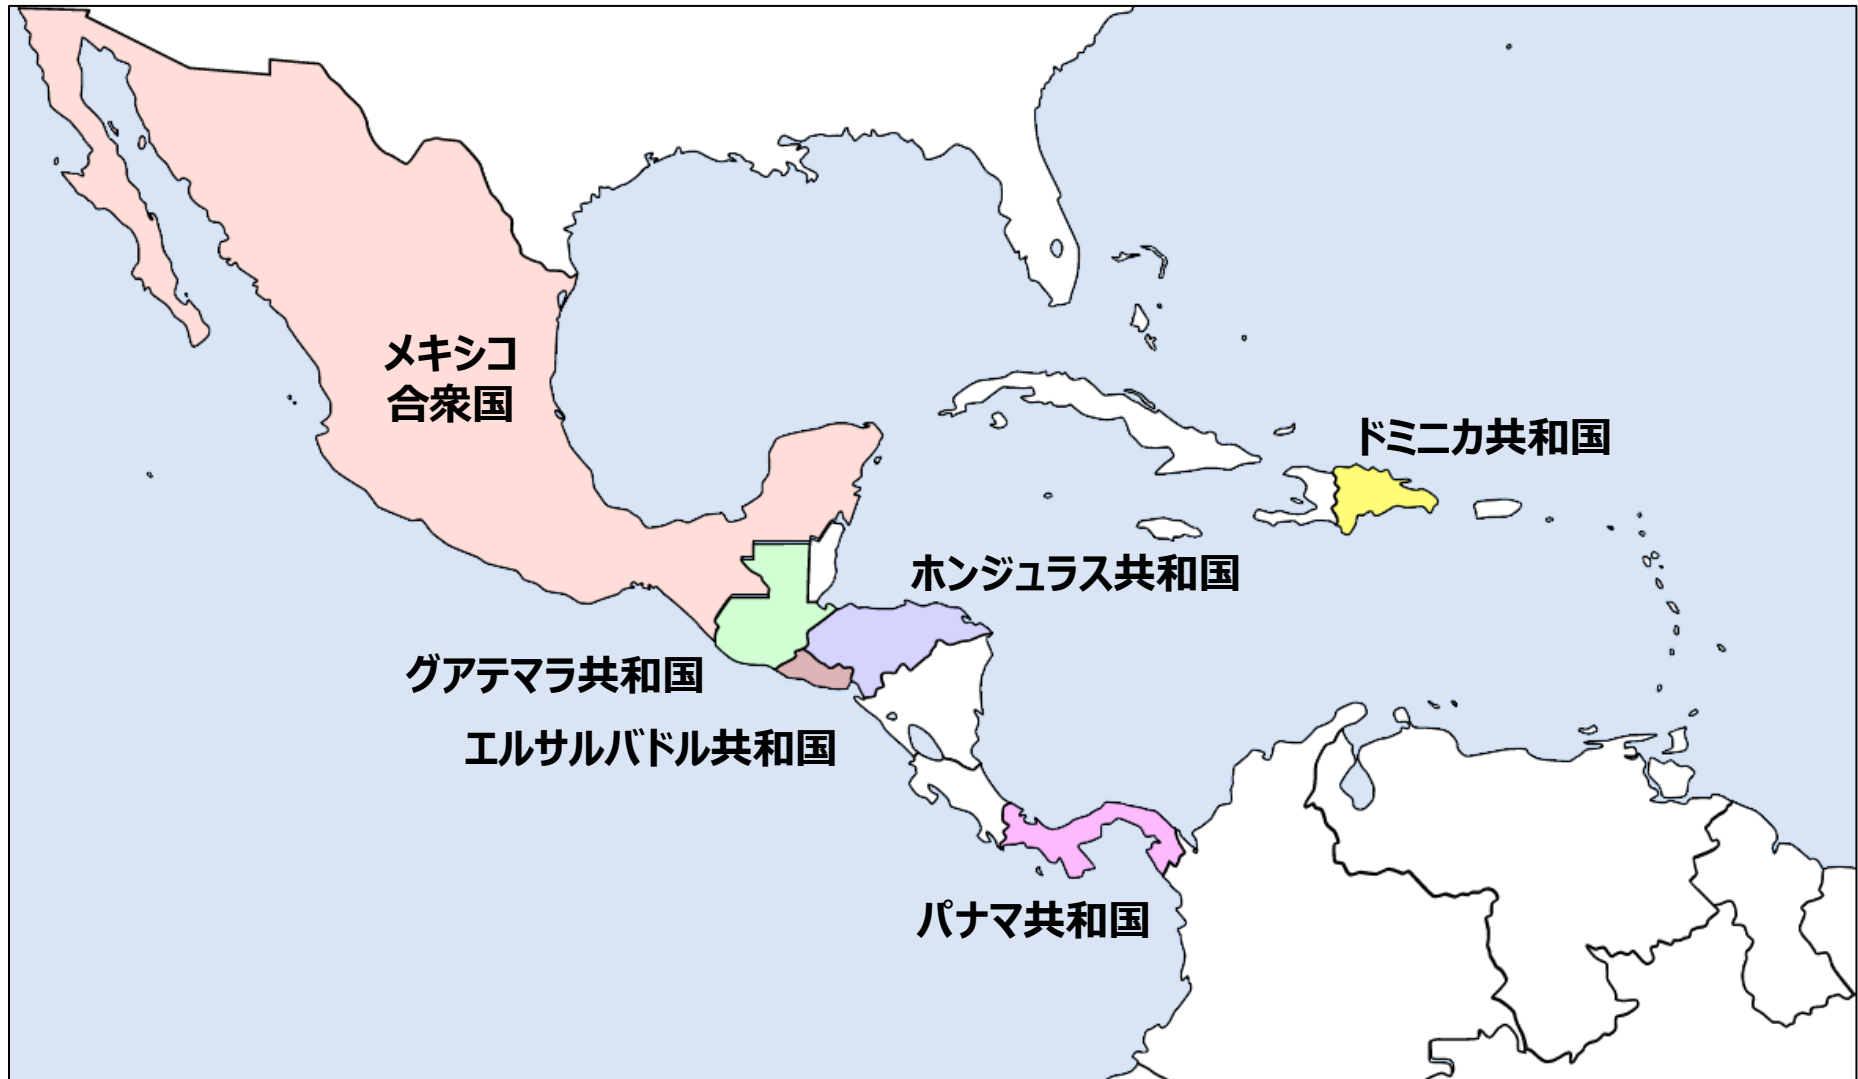 メキシコ
合衆国
ドミニカ共和国
ホンジュラス共和国
グアテマラ共和国
エルサルバドル共和国
パナマ共和国